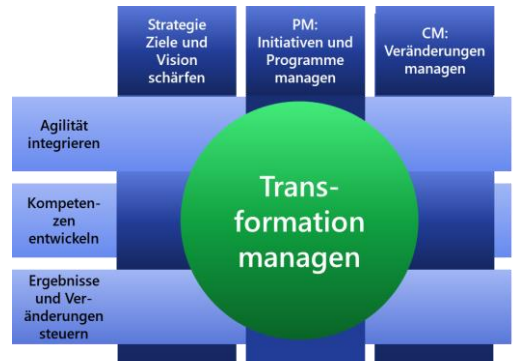 Strategie
Ziele und
Vision
schärfen
PM:
Initiativen und
Programme
managen
CM:
Veränderungen
managen
Agilität
integrieren
Kompeten-
zen
entwickeln
Ergebnisse
und Ver-
änderungen
steuern
Trans-
formation
managen